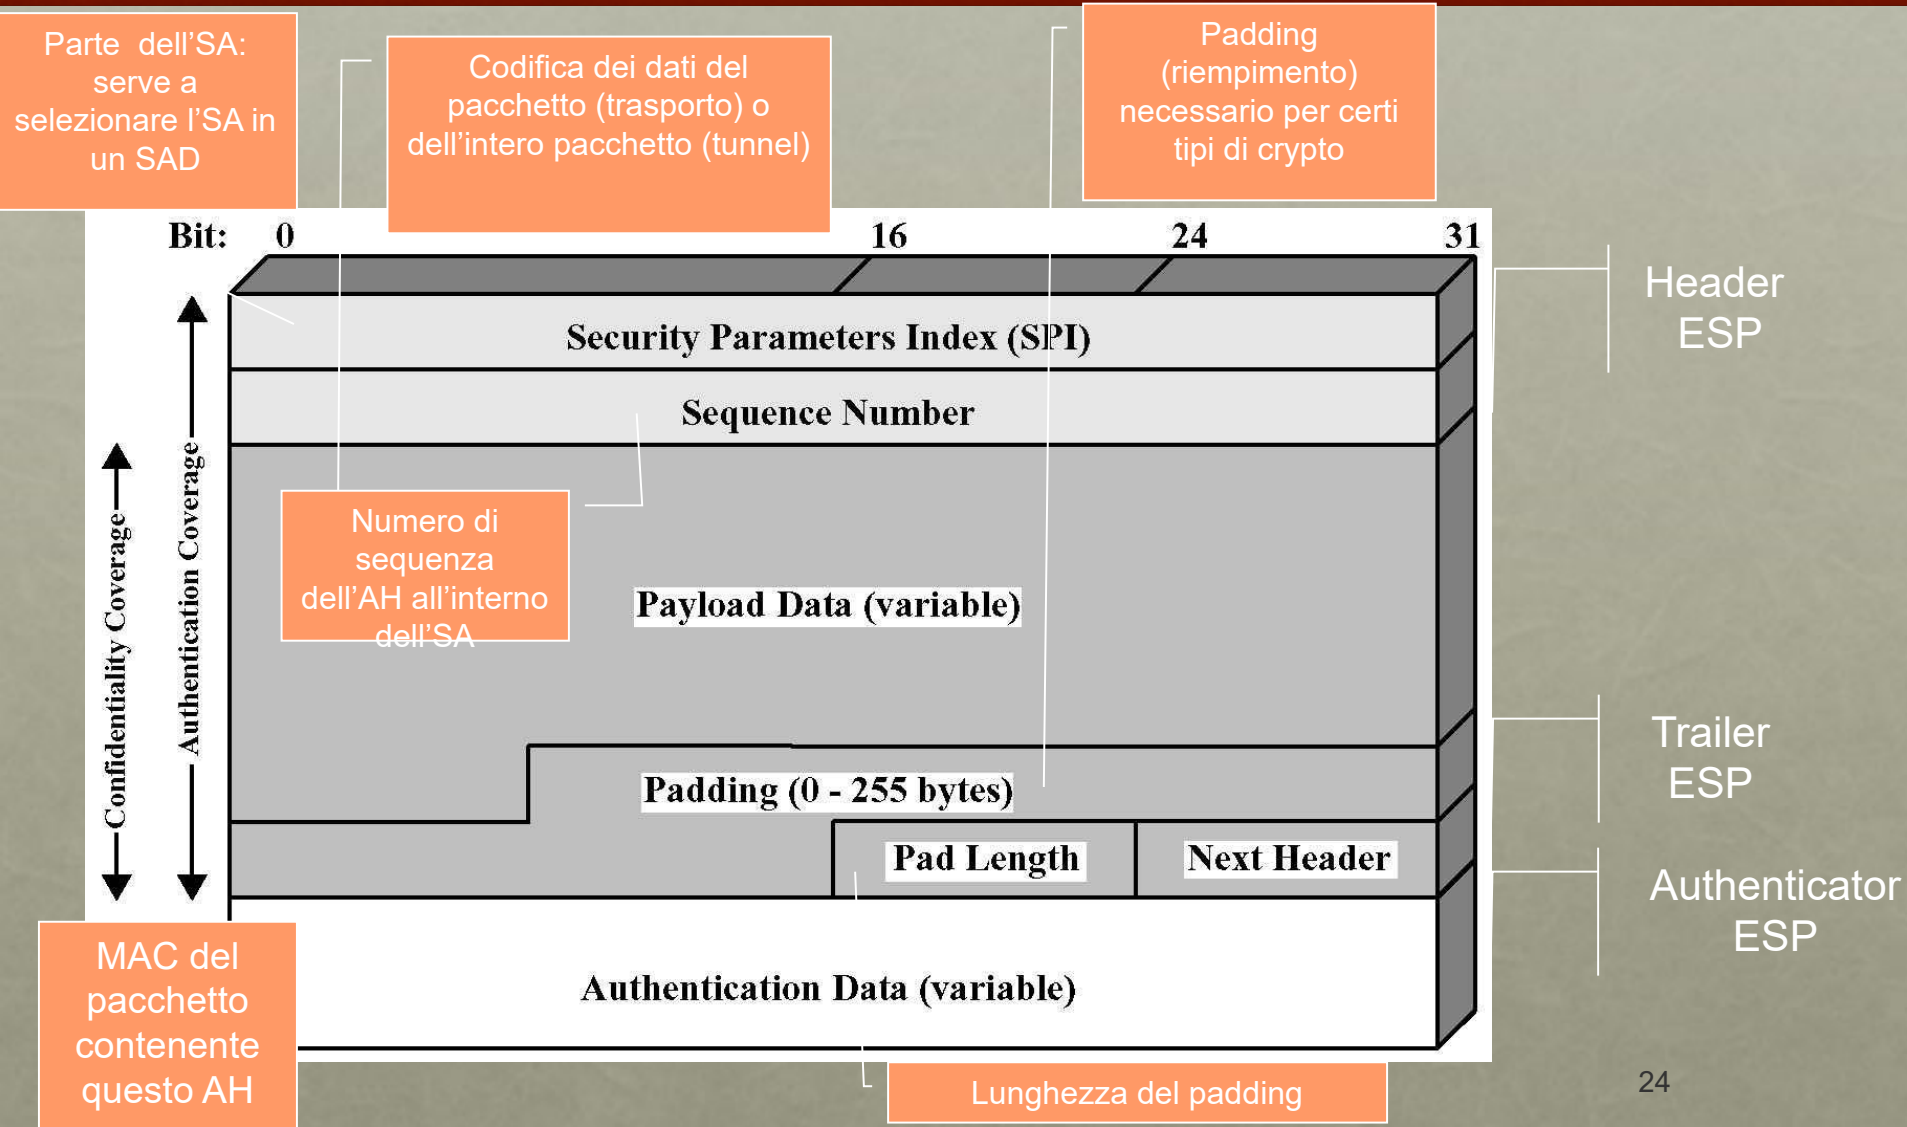 Parte dell’SA:
serve a
selezionare l’SA in
un SAD
Codifica dei dati del
pacchetto (trasporto) o
dell’intero pacchetto (tunnel)
Padding
(riempimento)
necessario per certi
tipi di crypto
Bit: 0 16 24 31
Security Parameters Index (SPI)
Sequence Number
Header
ESP
Confidentiality Coverage
Authentication Coverage
Numero di
sequenza
dell’AH all’interno
dell’SA
Payload Data (variable)
Padding (0 - 255 bytes)
Trailer
ESP
Pad Length
Next Header
Authenticator
ESP
MAC del
pacchetto
contenente
questo AH
Authentication Data (variable)
Lunghezza del padding
24